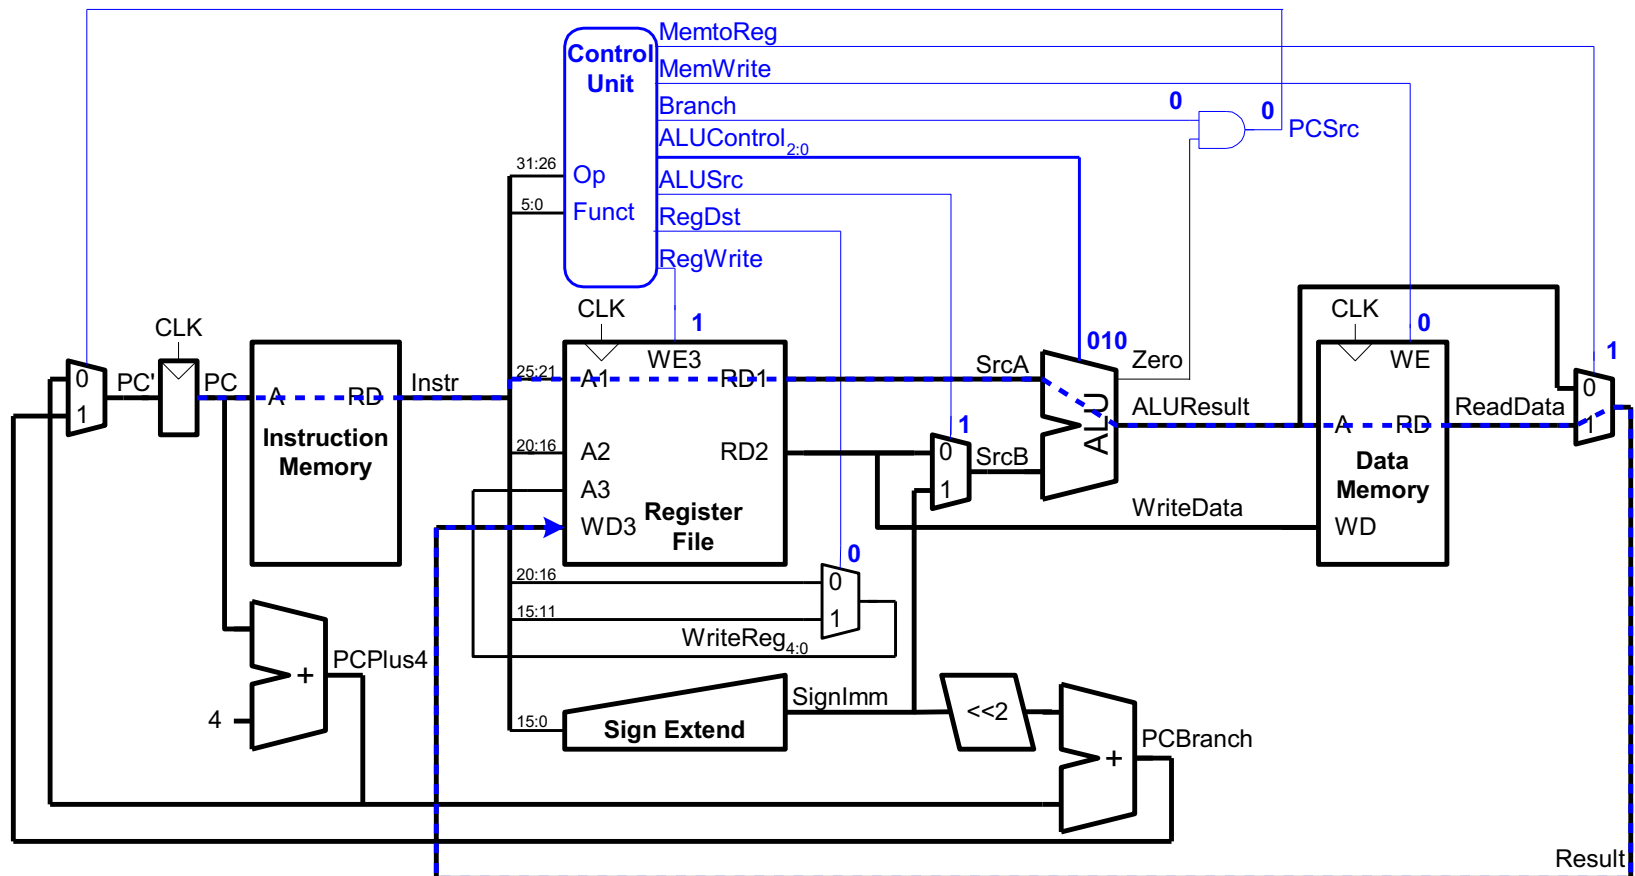 MemtoReg
Control
Unit
MemWrite
Branch
0
0
PCSrc
ALUControl2:0
31:26
Op
ALUSrc
5:0
Funct
RegDst
RegWrite
CLK
CLK
CLK
1
010
0
1
WE3
WE
SrcA
Zero
0
1
PC'
PC
A
RD
Instruction
Memory
Instr
25:21
A1
RD1
ALU
ALUResult
A
RD
ReadData
0
1
20:16
A2
RD2
1
0
1
SrcB
Data
Memory
A3
Register
File
WD3
WriteData
WD
0
20:16
0
15:11
1
WriteReg4:0
PCPlus4
+
4
SignImm
15:0
Sign Extend
<<2
PCBranch
+
Result